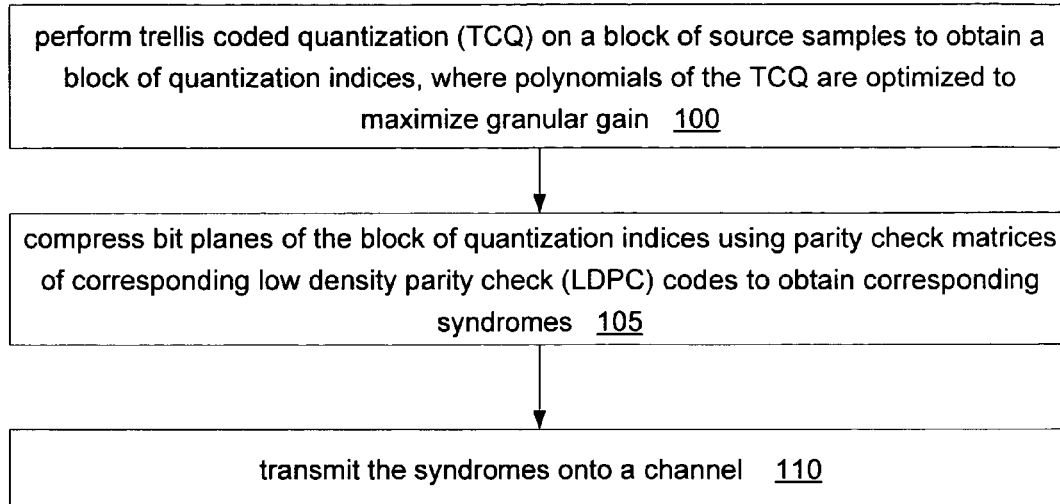 perform trellis coded quantization (TCQ) on a block of source samples to obtain a
block of quantization indices, where polynomials of the TCQ are optimized to
maximize granular gain 100
compress bit planes of the block of quantization indices using parity check matrices
of corresponding low density parity check (LDPC) codes to obtain corresponding
syndromes 105
transmit the syndromes onto a channel 110